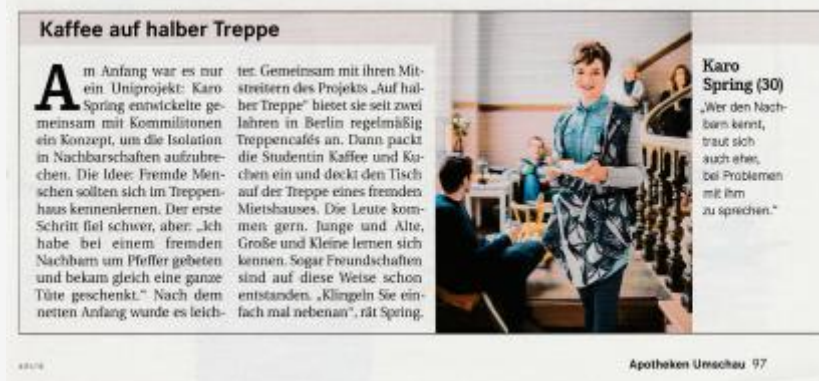 Kaffee auf halber Treppe
Am Anfang war es nur
ein Uniprojekt: Karo
Spring entwickelte ge-
meinsam mit Kommilitonen
ein Konzept, um die Isolation
in Nachbarschaften aufzubre-
chen. Die Idee: Fremde Men-
schen sollten sich im Treppen-
haus kennenlernen. Der erste
Schritt fiel schwer, aber: „Ich
habe bei einem fremden
Nachbarn um Pfeffer gebeten
und bekam gleich eine ganze
Tüte geschenkt.“ Nach dem
netten Anfang wurde es leich-
ter. Gemeinsam mit ihren Mit-
streitern des Projekts „Auf hal-
ber Treppe“ bietet sie seit zwei
Jahren in Berlin regelmäßig
Treppencafés an. Dann packt
die Studentin Kaffee und Ku-
chen ein und deckt den Tisch
auf der Treppe eines fremden
Mietshauses. Die Leute kom-
men gern. Junge und Alte,
Große und Kleine lernen sich
kennen. Sogar Freundschaften
sind auf diese Weise schon
entstanden. „Klingeln Sie ein-
fach mal nebenan“, rät Spring.
Karo
Spring (30)
„Wer den Nach-
barn kennt,
traut sich
auch eher,
bei Problemen
mit ihm
zu sprechen.“
Apotheken Umschau 97